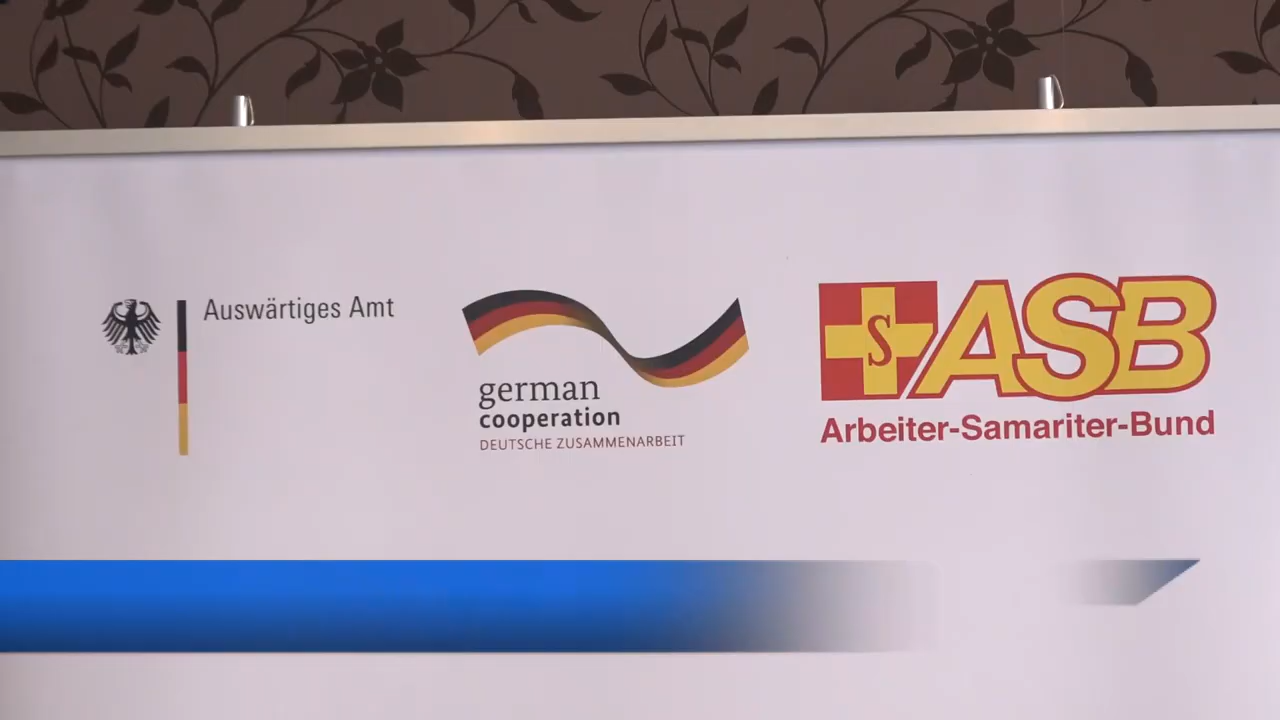 Auswärtiges Amt
german
cooperation
DEUTSCHE ZUSAMMENARBEIT
S
ASB
Arbeiter-Samariter-Bund